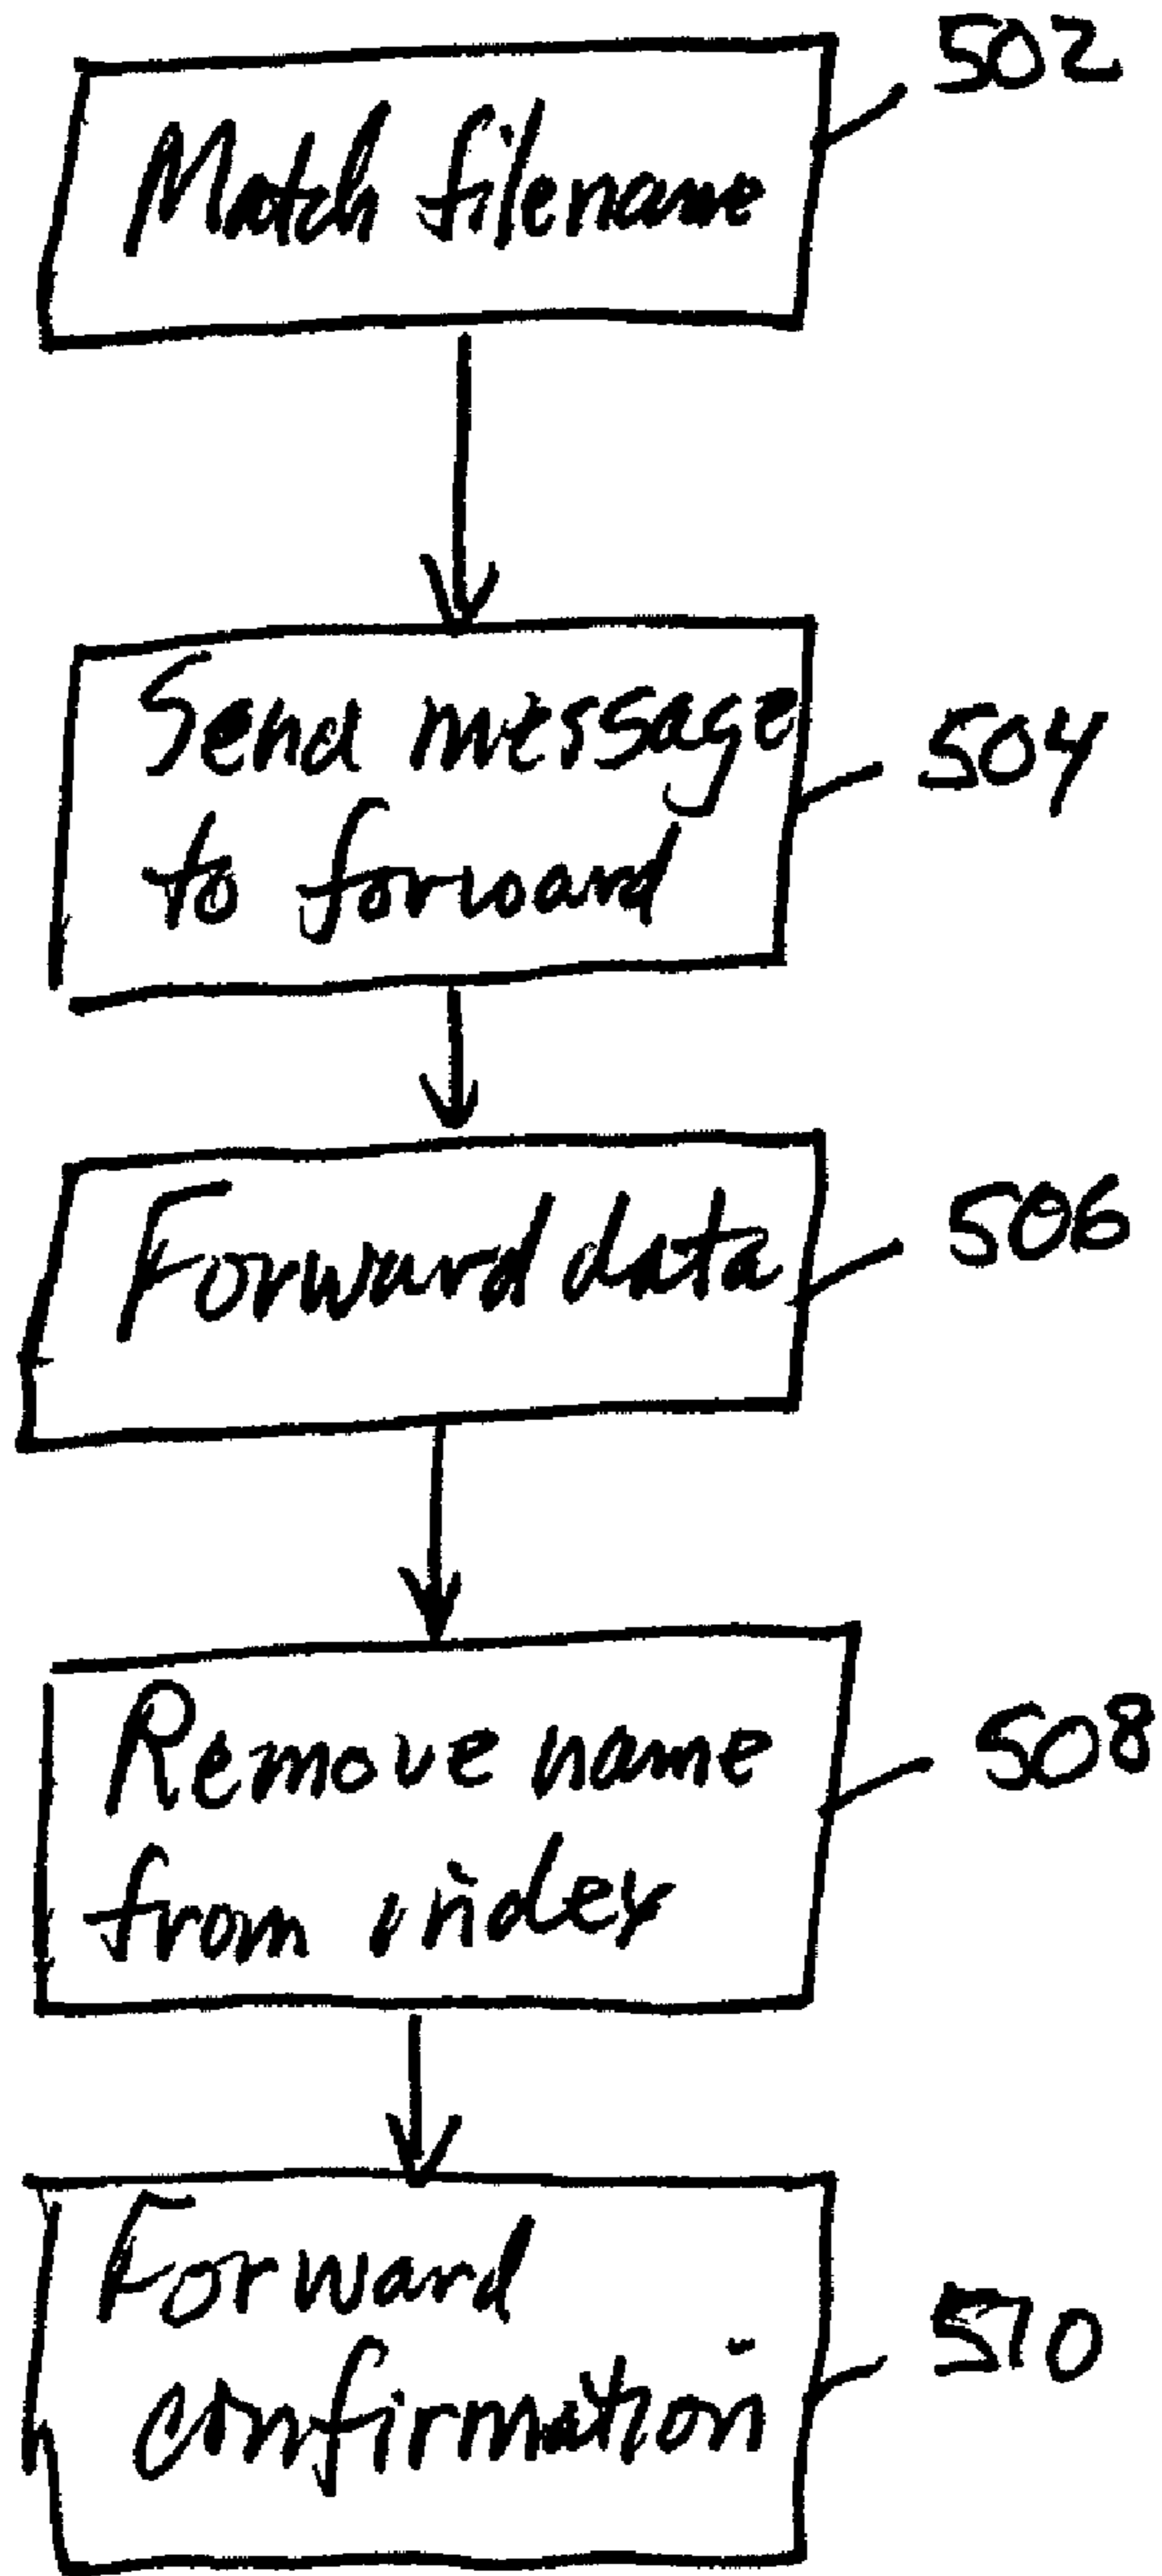 502
Match filename
Send message
to forward
504
Forward data
506
Remove name
from index
508
Forward
confirmation
510